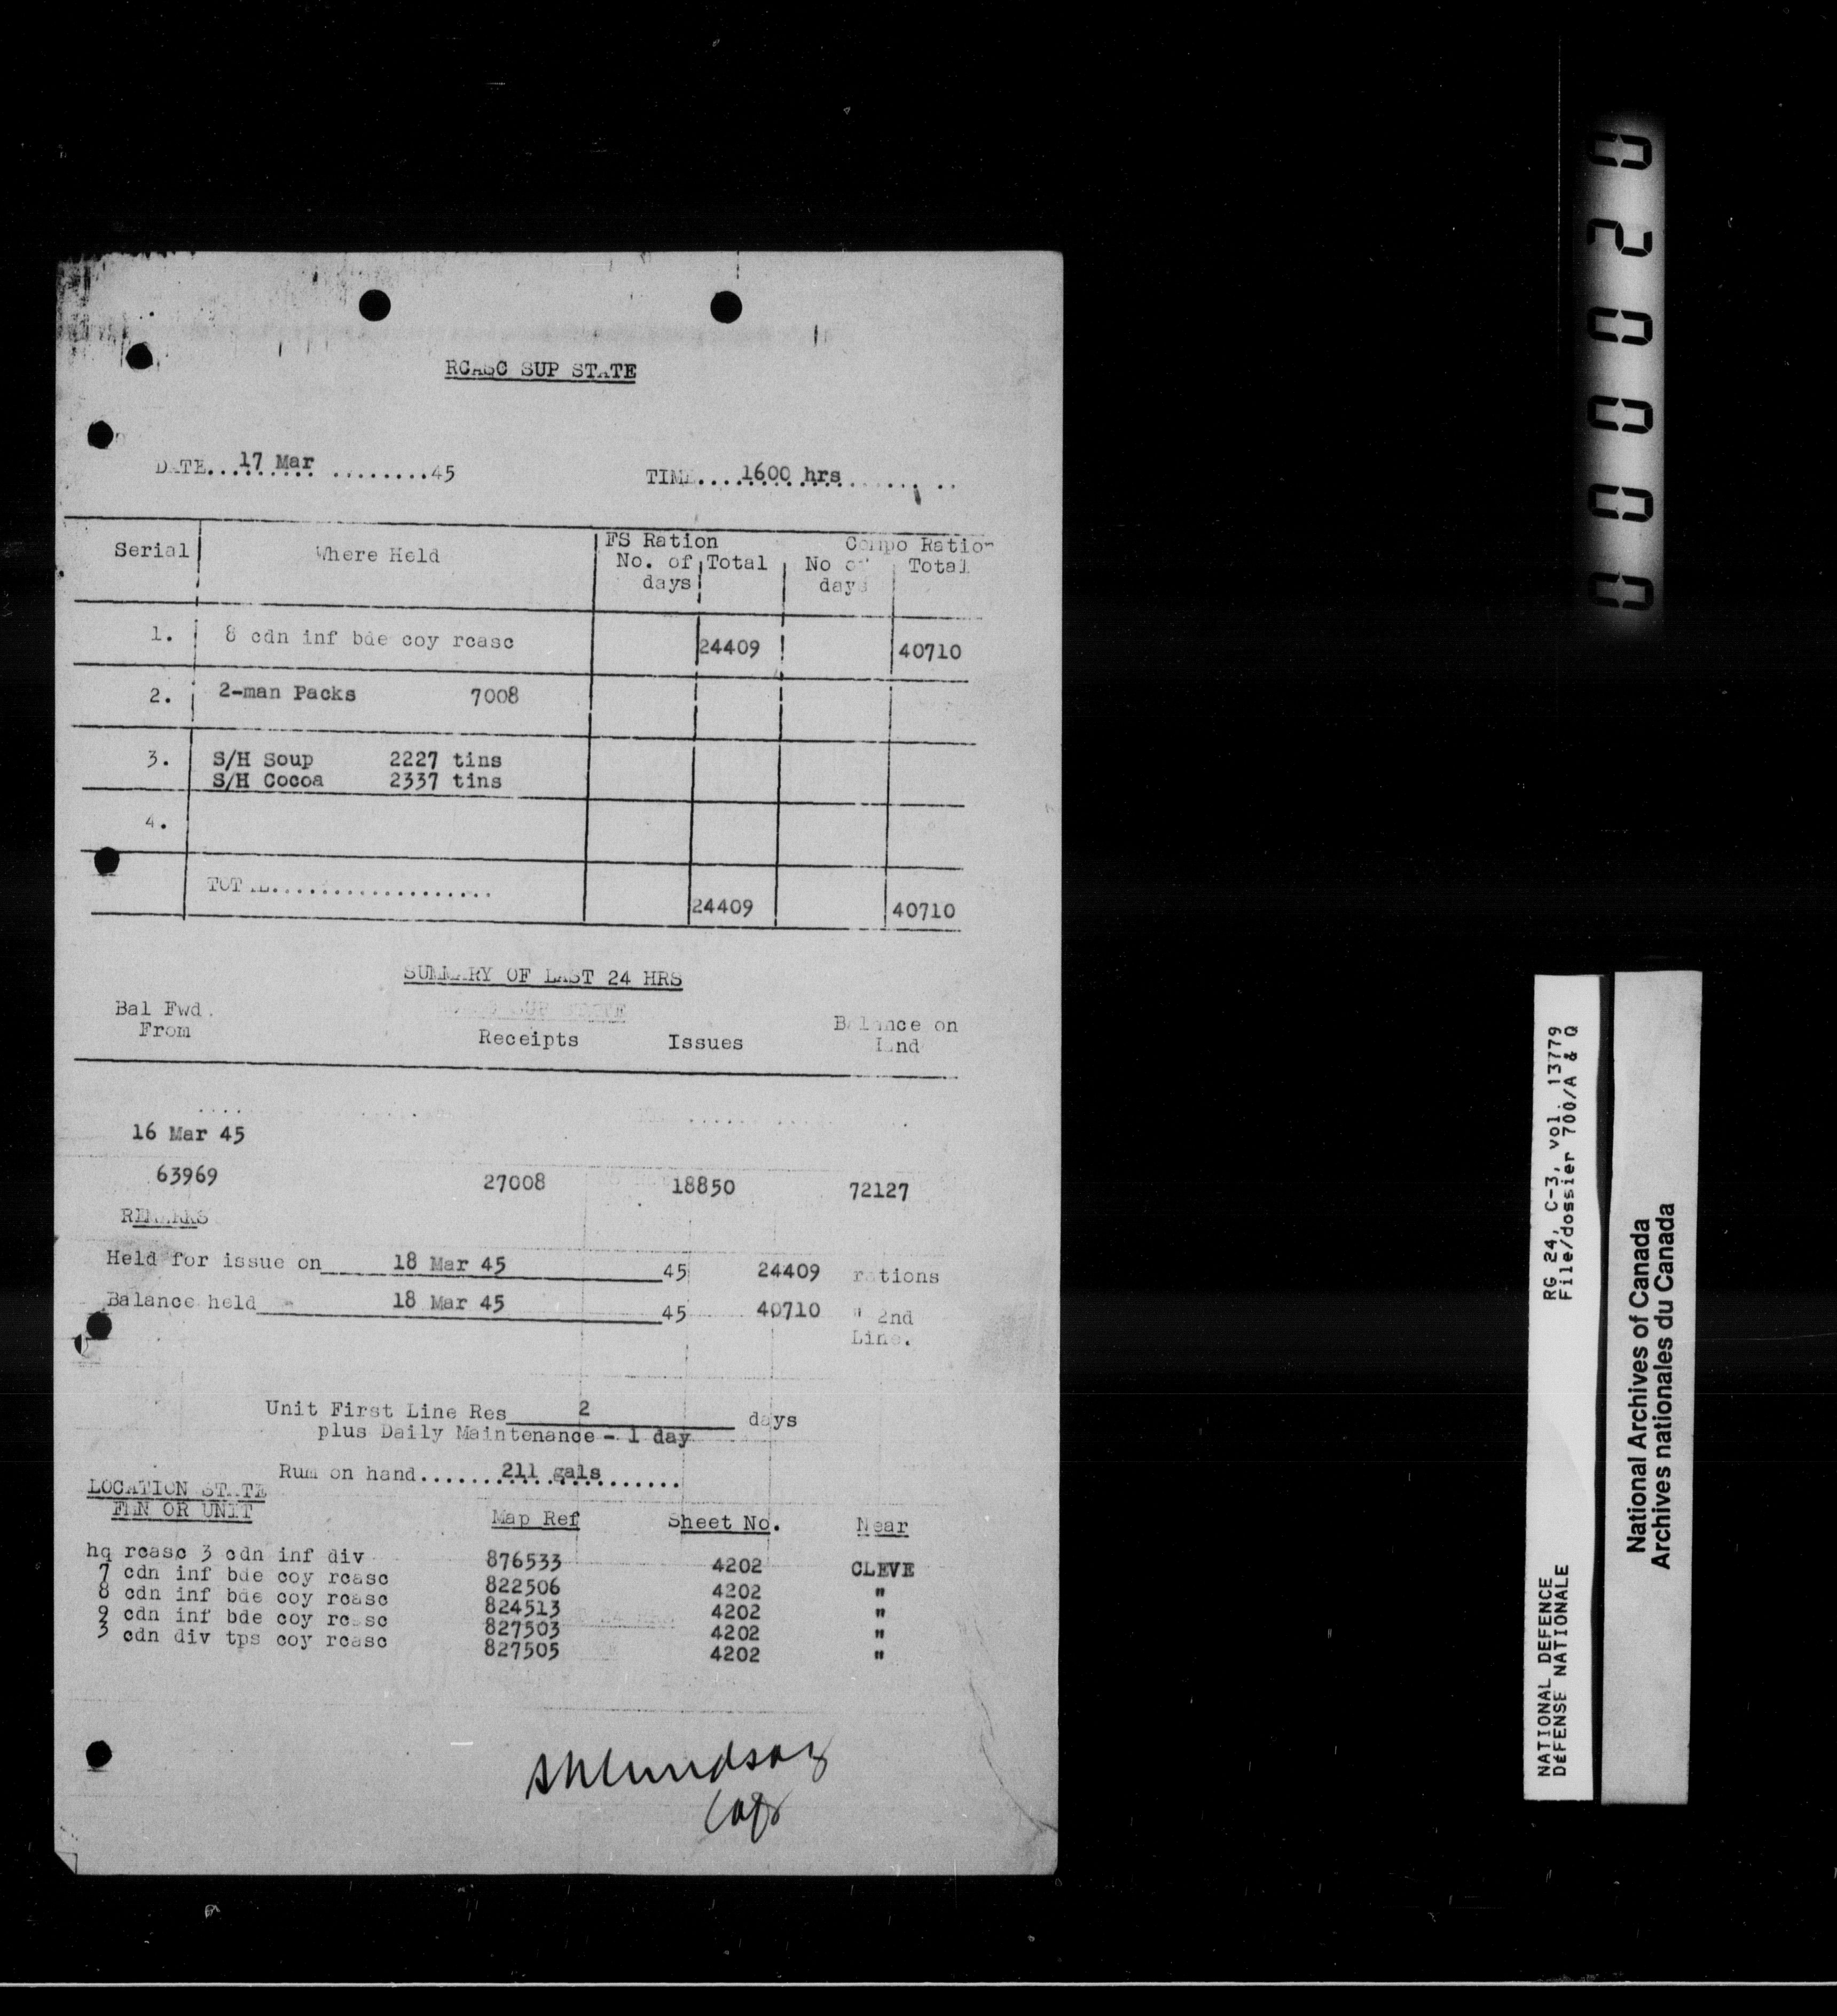 RCASC SUP STATE
DATE.... 17 Mar .........45 TIME.... 1600 hrs ....
Serial Where Held FS Ration Compo Ration
No. of days Total No of days Total
1. 8 cdn inf bde coy rcasc 24409 40710
2. 2-man Packs 7008
3. S/H Soup 2227 tins
S/H Cocoa 2337 tins
4.
TOTAL................... 24409 40710
SUMMARY OF LAST 24 HRS
Bal Fwd. From Receipts Issues Balance on Hand
16 Mar 45
63969 27008 18850 72127
REMARKS
Held for issue on 18 Mar 45 45 24409 rations
Balance held 18 Mar 45 45 40710 " 2nd
Line.
Unit First Line Res 2 days
plus Daily Maintenance - 1 day
Rum on hand...... 211 gals ......
LOCATION STATE
FMN OR UNIT Map Ref Sheet No. Near
hq rcasc 3 cdn inf div 876533 4202 CLEVE
7 cdn inf bde coy rcasc 822506 4202 "
8 cdn inf bde coy rcasc 824513 4202 "
9 cdn inf bde coy rcasc 827503 4202 "
3 cdn div tps coy rcasc 827505 4202 "
Capt
000020
NATIONAL DEFENCE RG 24, C-3, vol. 13779
DÉFENSE NATIONALE File/dossier 700/A & Q
National Archives of Canada
Archives nationales du Canada